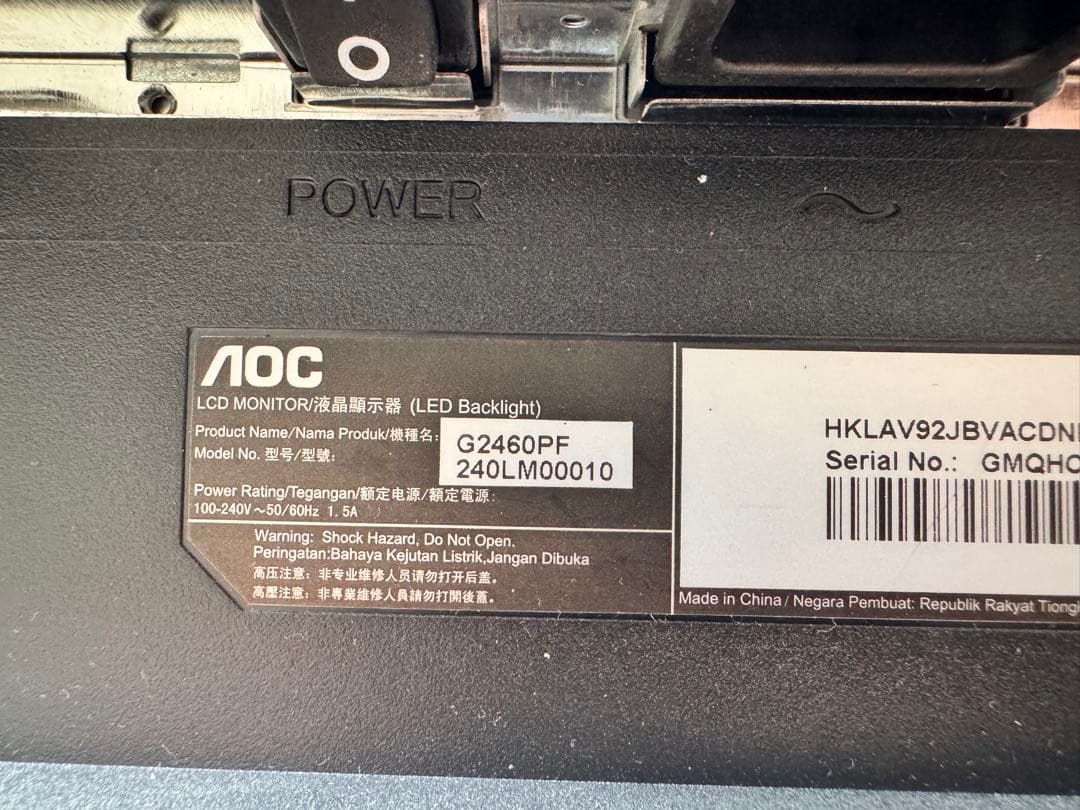 POWER
AOC
LCD MONITOR/液晶顯示器 (LED Backlight)
Product Name/Nama Produk/機種名:
G2460PF
Model No. 型号/型號:
240LM00010
Power Rating/Tegangan/额定电源/額定電源:
100-240V～50/60Hz 1.5A
Warning: Shock Hazard, Do Not Open.
Peringatan:Bahaya Kejutan Listrik,Jangan Dibuka
高压注意: 非专业维修人员请勿打开后盖。
高壓注意: 非專業維修人員請勿打開後蓋。
HKLAV92JBVACDN
Serial No.: GMQH
Made in China / Negara Pembuat: Republik Rakyat Tiong